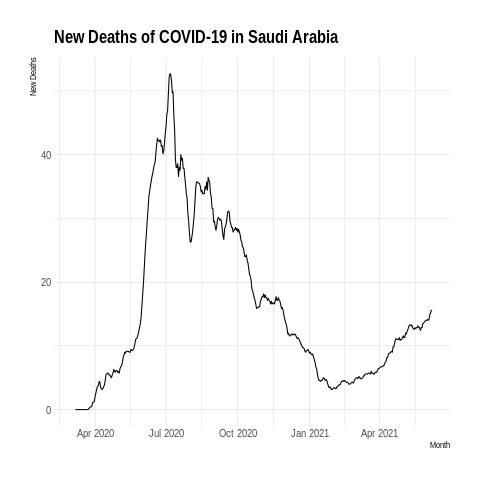 New Deaths of COVID-19 in Saudi Arabia
New Deaths
40
20
0
Apr 2020 Jul 2020 Oct 2020 Jan 2021 Apr 2021
Month